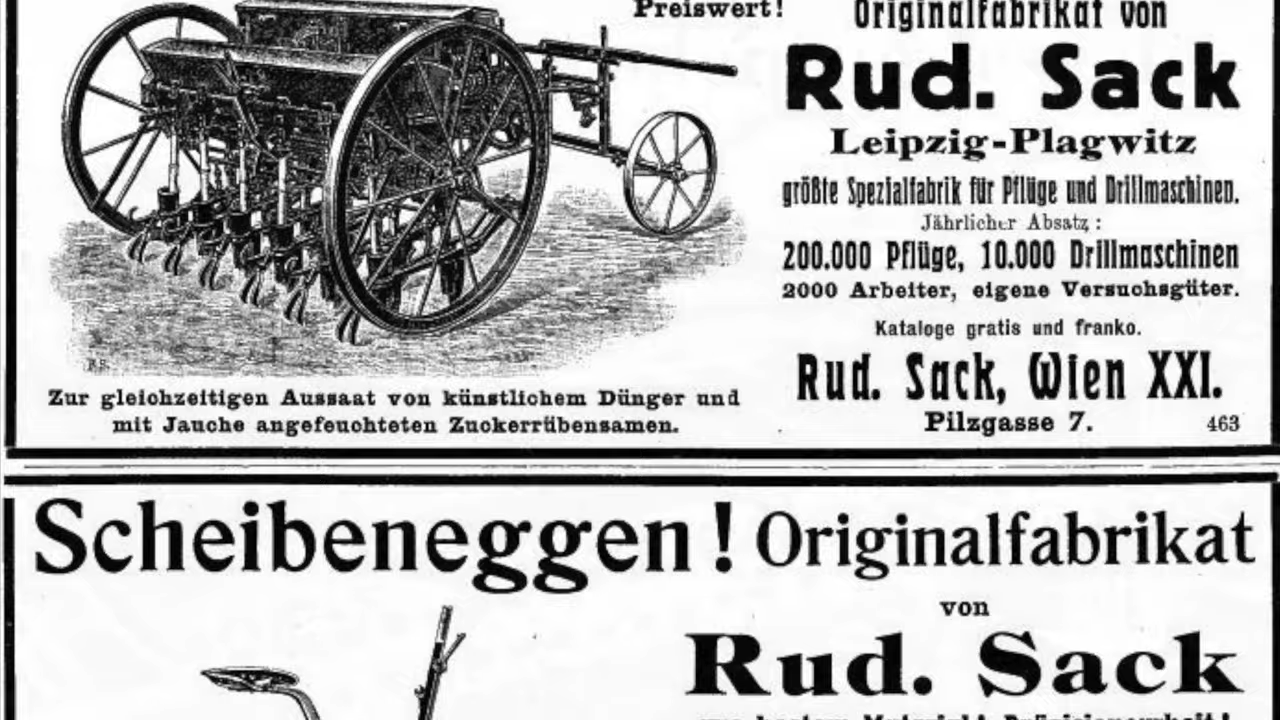 Preiswert!
Originalfabrikat von
Rud. Sack
Leipzig-Plagwitz
größte Spezialfabrik für Pflüge und Drillmaschinen.
Jährlicher Absatz:
200.000 Pflüge, 10.000 Drillmaschinen
2000 Arbeiter, eigene Versuchsgüter.
Kataloge gratis und franko.
Rud. Sack, Wien XXI.
Pilzgasse 7.
463
Zur gleichzeitigen Aussaat von künstlichem Dünger und
mit Jauche angefeuchteten Zuckerrübensamen.
Scheibeneggen! Originalfabrikat
von
Rud. Sack